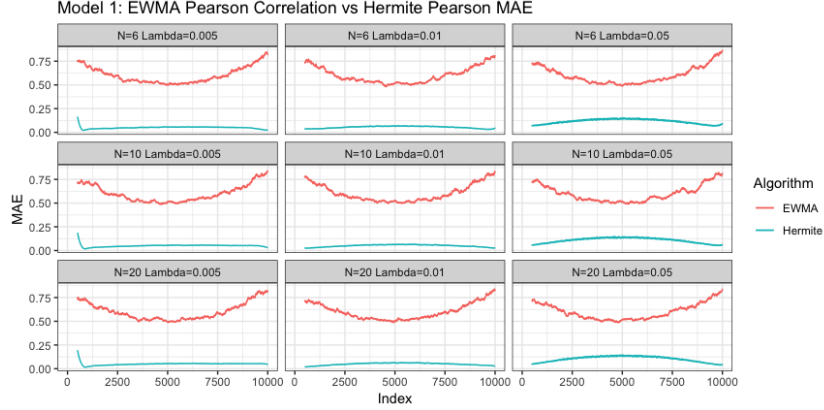 Model 1: EWMA Pearson Correlation vs Hermite Pearson MAE
N=6 Lambda=0.005 N=6 Lambda=0.01 N=6 Lambda=0.05
0.75
0.50
0.25
0.00
N=10 Lambda=0.005 N=10 Lambda=0.01 N=10 Lambda=0.05
0.75
0.50
0.25
0.00
N=20 Lambda=0.005 N=20 Lambda=0.01 N=20 Lambda=0.05
0.75
0.50
0.25
0.00
0 2500 5000 7500 10000 0 2500 5000 7500 10000 0 2500 5000 7500 10000
MAE
Index
Algorithm
EWMA
Hermite